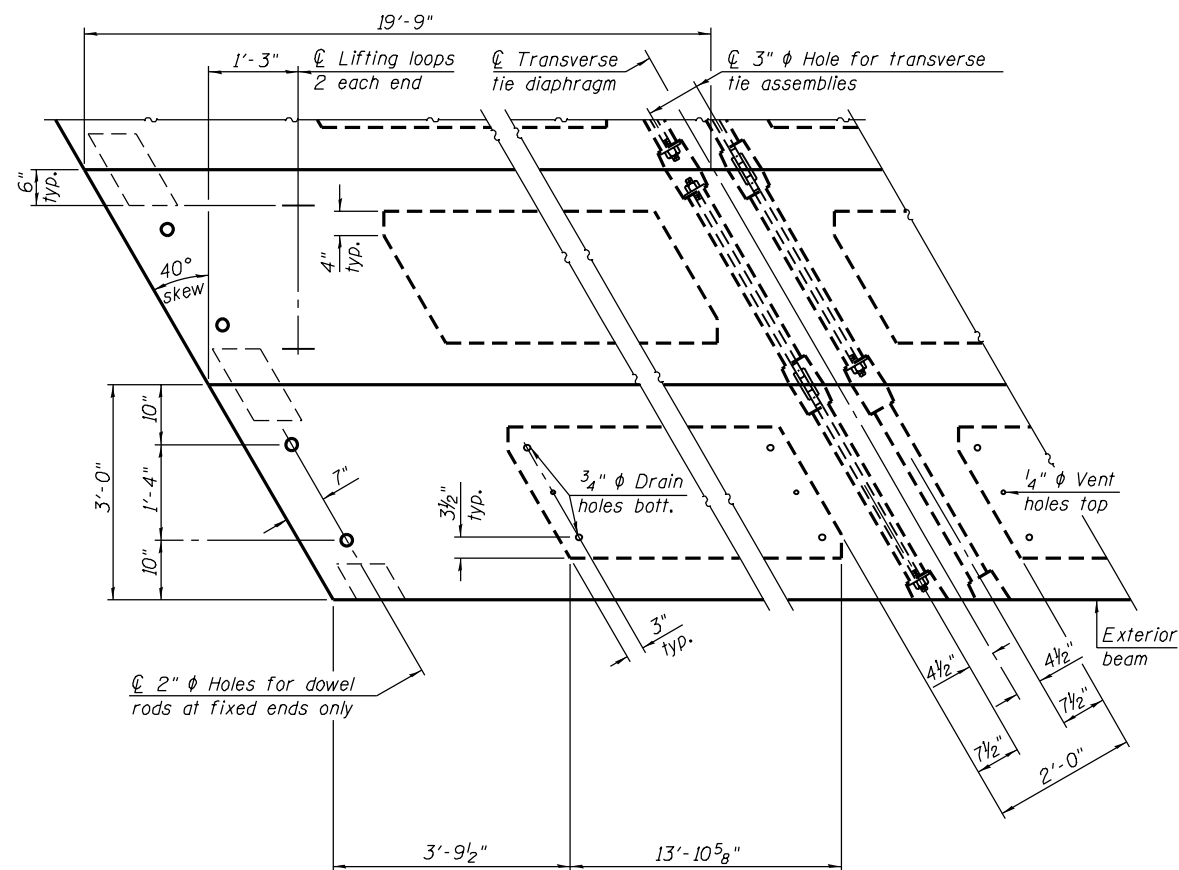 19'-9"
1'-3"
℄ Lifting loops
2 each end
℄ Transverse
tie diaphragm
℄ 3" ϕ Hole for transverse
tie assemblies
6"
typ.
4"
typ.
40°
skew
10"
3'-0"
1'-4"
10"
7"
3½"
typ.
¾" ϕ Drain
holes bott.
¼" ϕ Vent
holes top
3"
typ.
Exterior
beam
℄ 2" ϕ Holes for dowel
rods at fixed ends only
4½"
4½"
7½"
7½"
2'-0"
3'-9½"
13'-10⅝"